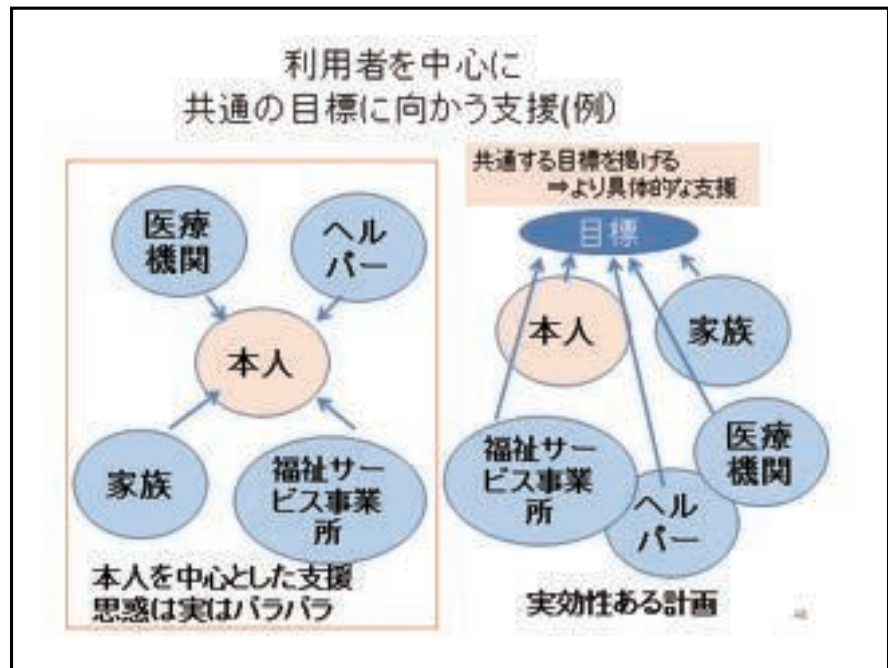 利用者を中心に
共通の目標に向かう支援(例)
医療
機関
ヘル
パー
本人
家族
福祉サー
ビス事業
所
本人を中心とした支援
思惑は実はバラバラ
共通する目標を掲げる
⇒より具体的な支援
目標
本人
家族
福祉サー
ビス事業
所
ヘル
パー
医療
機関
実効性ある計画